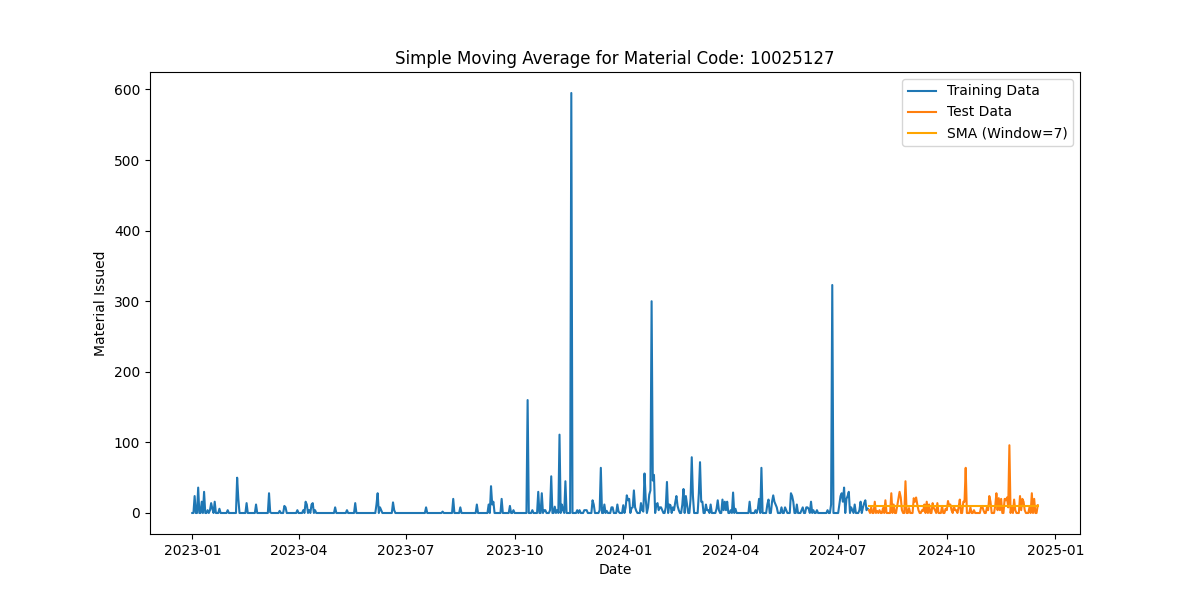 Simple Moving Average for Material Code: 10025127
Training Data
Test Data
SMA (Window=7)
Material Issued
600
500
400
300
200
100
0
2023-01 2023-04 2023-07 2023-10 2024-01 2024-04 2024-07 2024-10 2025-01
Date